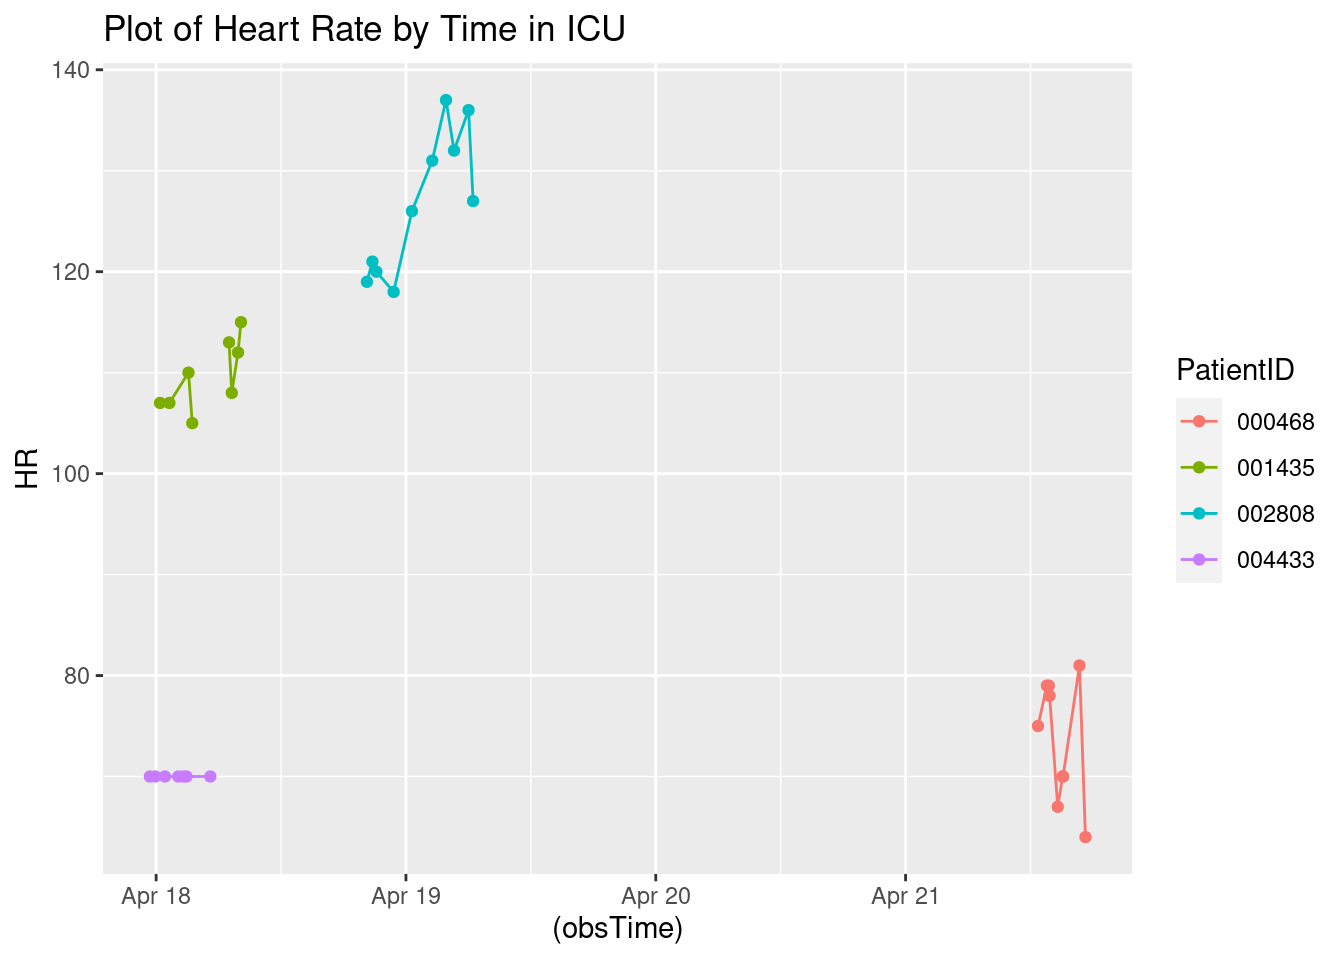 Plot of Heart Rate by Time in ICU
140
120
100
80
HR
Apr 18
Apr 19
Apr 20
Apr 21
(obsTime)
PatientID
000468
001435
002808
004433